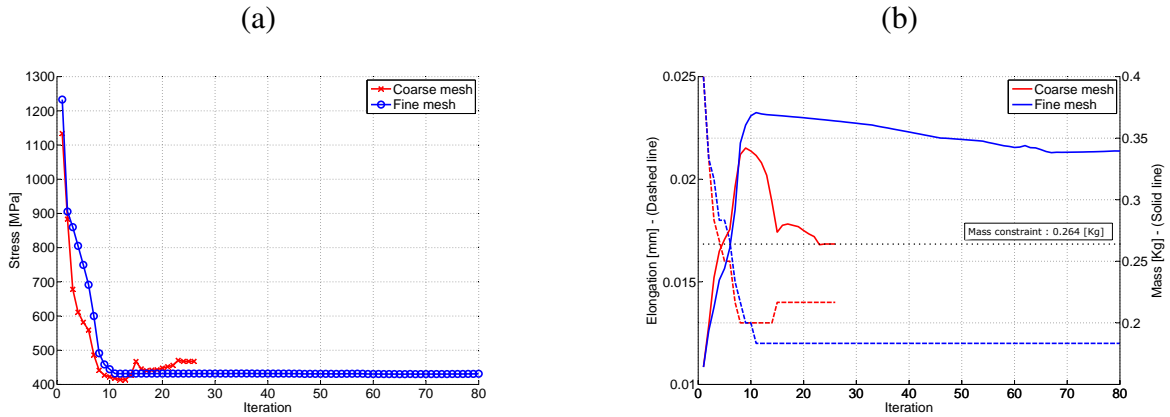 (a)
(b)
1300
1200
1100
1000
900
800
700
600
500
400
Stress [MPa]
0 10 20 30 40 50 60 70 80
Iteration
Coarse mesh
Fine mesh
0.025
0.02
0.015
0.01
Elongation [mm] - (Dashed line)
0 10 20 30 40 50 60 70 80
Iteration
Coarse mesh
Fine mesh
Mass constraint : 0.264 [Kg]
0.4
0.35
0.3
0.25
0.2
Mass [Kg] - (Solid line)